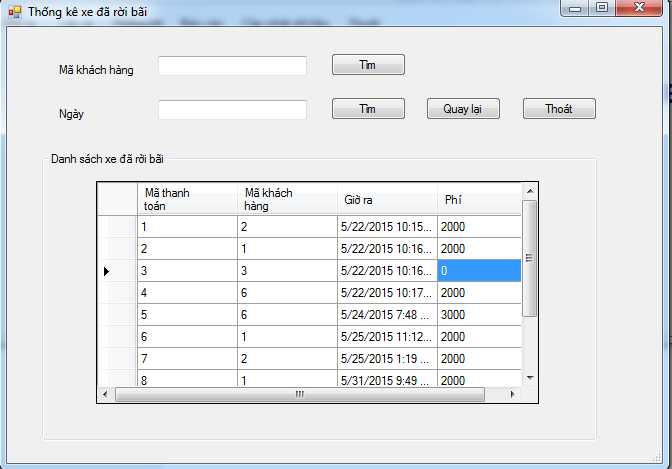 Thống kê xe đã rời bãi
Mã khách hàng
Tìm
Ngày
Tìm
Quay lại
Thoát
Danh sách xe đã rời bãi
Mã thanh toán
Mã khách hàng
Giờ ra
Phí
1 2 5/22/2015 10:15... 2000
2 1 5/22/2015 10:16... 2000
3 3 5/22/2015 10:16... 0
4 6 5/22/2015 10:17... 2000
5 6 5/24/2015 7:48 ... 3000
6 1 5/25/2015 11:12... 2000
7 2 5/25/2015 1:19 ... 2000
8 1 5/31/2015 9:49 ... 2000